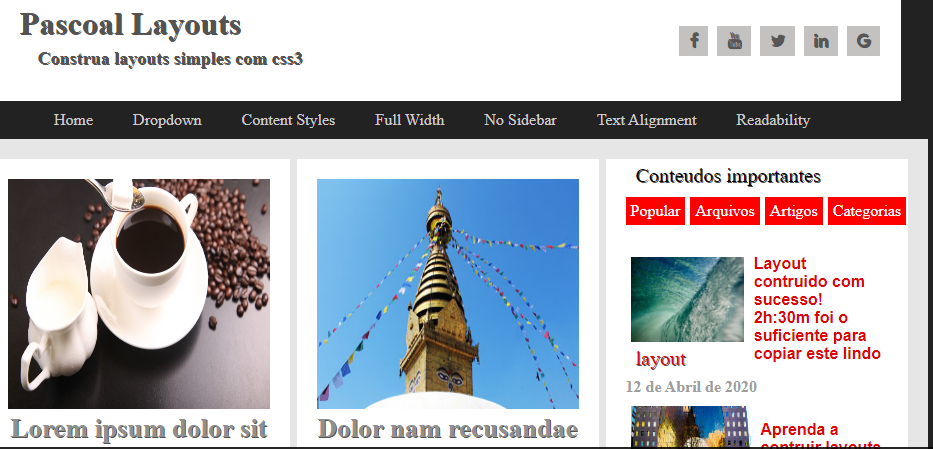 Pascoal Layouts
Construa layouts simples com css3
Home Dropdown Content Styles Full Width No Sidebar Text Alignment Readability
Lorem ipsum dolor sit
Dolor nam recusandae
Conteudos importantes
Popular Arquivos Artigos Categorias
Layout
contruido com
sucesso!
2h:30m foi o
suficiente para
copiar este lindo
layout
12 de Abril de 2020
Aprenda a
contruir layouts